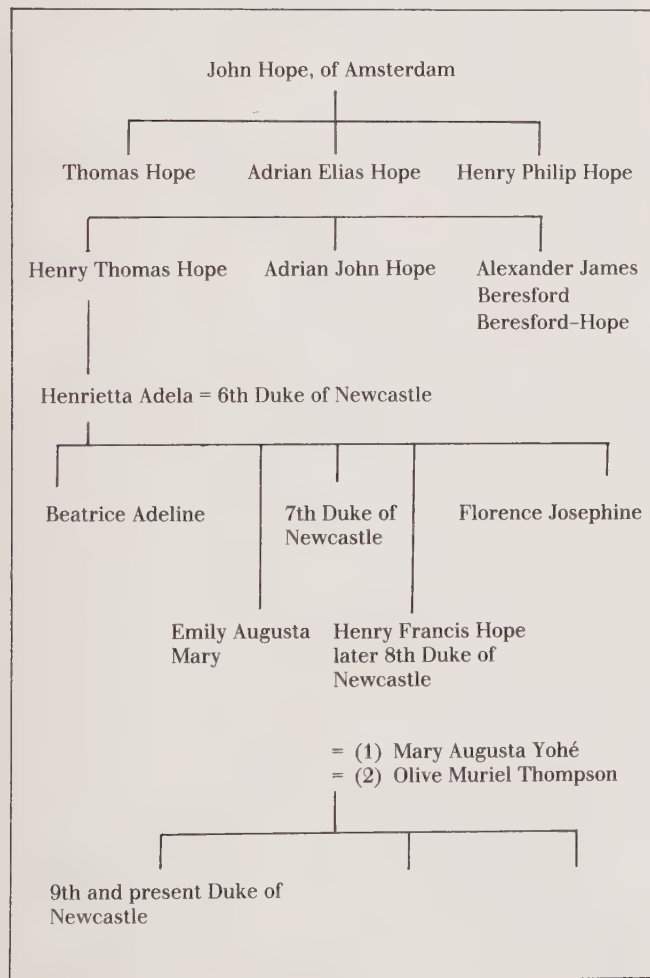 John Hope, of Amsterdam
Thomas Hope
Adrian Elias Hope
Henry Philip Hope
Henry Thomas Hope
Adrian John Hope
Alexander James
Beresford
Beresford–Hope
Henrietta Adela = 6th Duke of Newcastle
Beatrice Adeline
7th Duke of
Newcastle
Florence Josephine
Emily Augusta
Mary
Henry Francis Hope
later 8th Duke of
Newcastle
= (1) Mary Augusta Yohé
= (2) Olive Muriel Thompson
9th and present Duke of
Newcastle